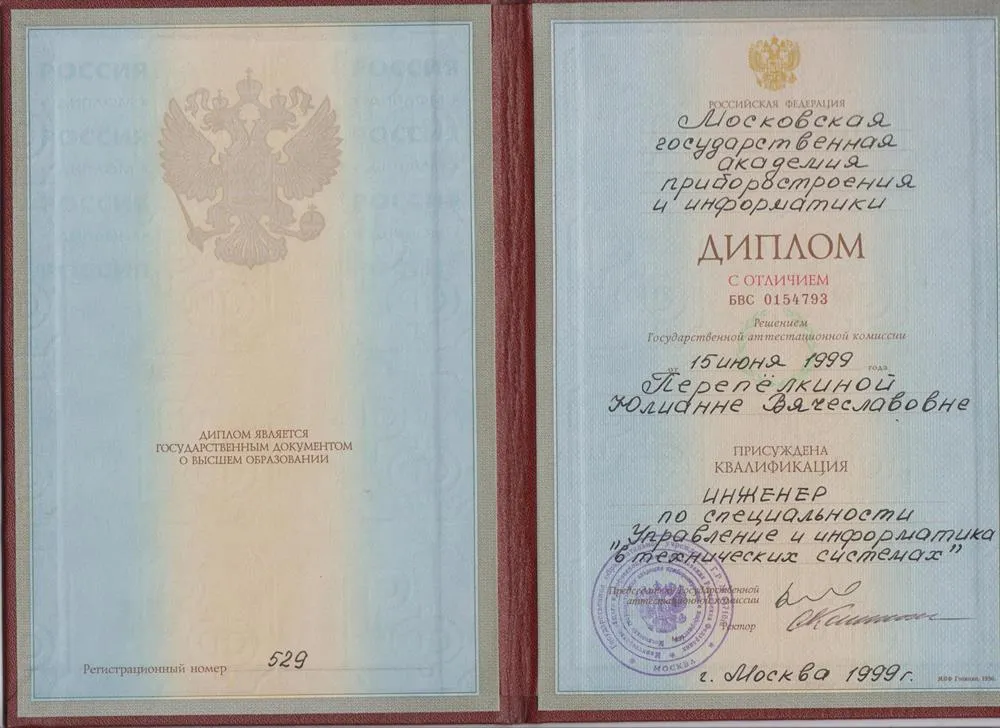 ДИПЛОМ ЯВЛЯЕТСЯ
ГОСУДАРСТВЕННЫМ ДОКУМЕНТОМ
О ВЫСШЕМ ОБРАЗОВАНИИ
Регистрационный номер 529
РОССИЙСКАЯ ФЕДЕРАЦИЯ
Московская
государственная
академия
приборостроения
и информатики
ДИПЛОМ
С ОТЛИЧИЕМ
БВС 0154793
Решением
Государственной аттестационной комиссии
от 15 июня 1999 года
Перепёлкиной
Юлианне Вячеславовне
ПРИСУЖДЕНА
КВАЛИФИКАЦИЯ
ИНЖЕНЕР
по специальности
"Управление и информатика
в технических системах"
Председатель Государственной
аттестационной комиссии
Ректор
МОСКВА
г. Москва 1999г.